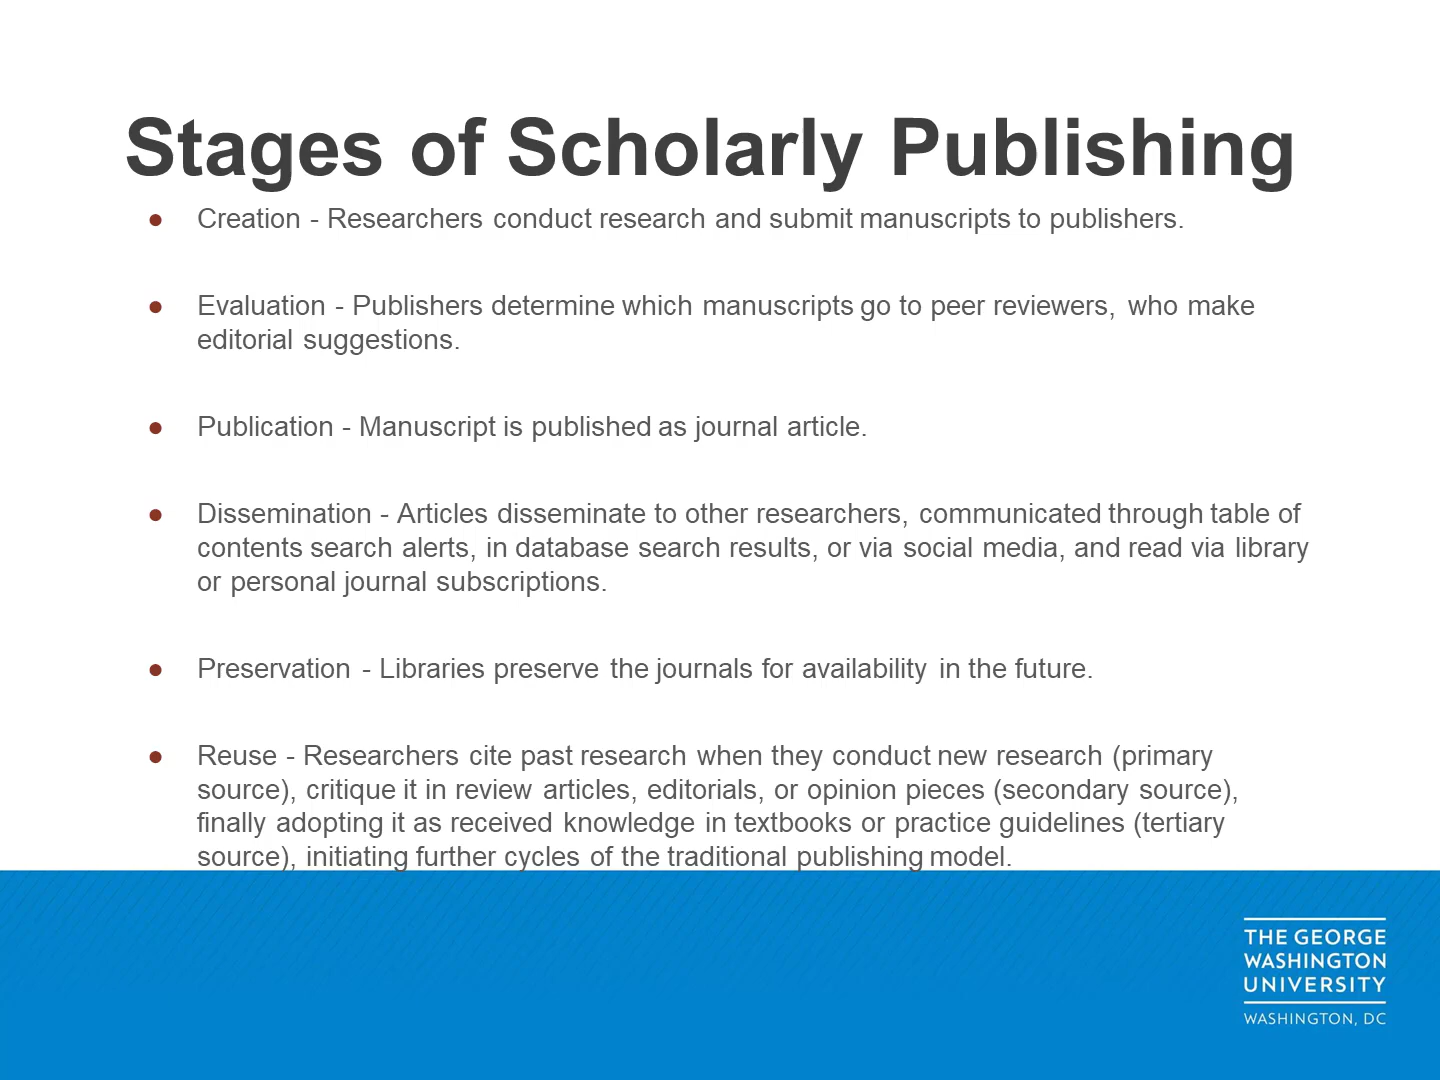 Stages of Scholarly Publishing
● Creation - Researchers conduct research and submit manuscripts to publishers.
● Evaluation - Publishers determine which manuscripts go to peer reviewers, who make
editorial suggestions.
● Publication - Manuscript is published as journal article.
● Dissemination - Articles disseminate to other researchers, communicated through table of
contents search alerts, in database search results, or via social media, and read via library
or personal journal subscriptions.
● Preservation - Libraries preserve the journals for availability in the future.
● Reuse - Researchers cite past research when they conduct new research (primary
source), critique it in review articles, editorials, or opinion pieces (secondary source),
finally adopting it as received knowledge in textbooks or practice guidelines (tertiary
source), initiating further cycles of the traditional publishing model.
THE GEORGE
WASHINGTON
UNIVERSITY
WASHINGTON, DC